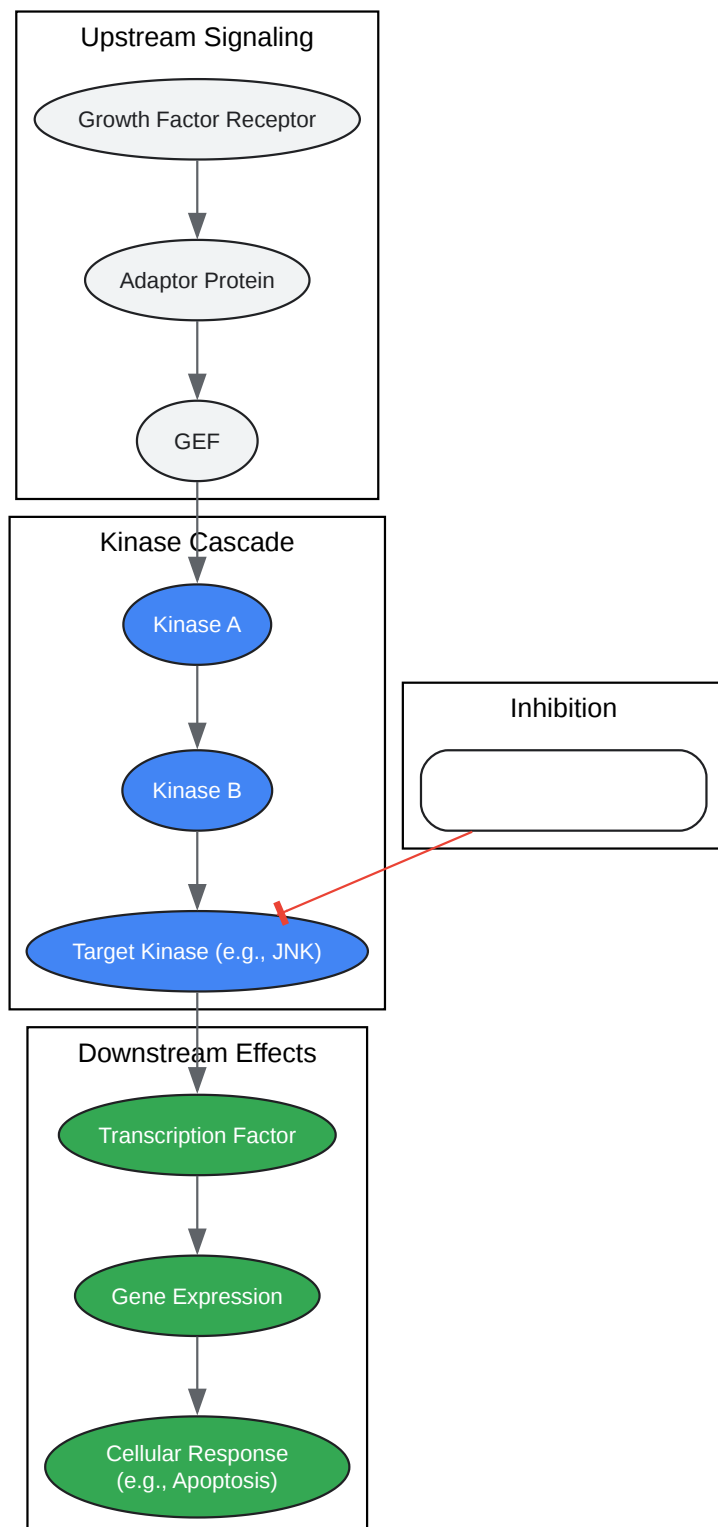 Upstream Signaling
Growth Factor Receptor
Adaptor Protein
GEF
Kinase Cascade
Kinase A
Kinase B
Target Kinase (e.g., JNK)
Inhibition
Downstream Effects
Transcription Factor
Gene Expression
Cellular Response
(e.g., Apoptosis)